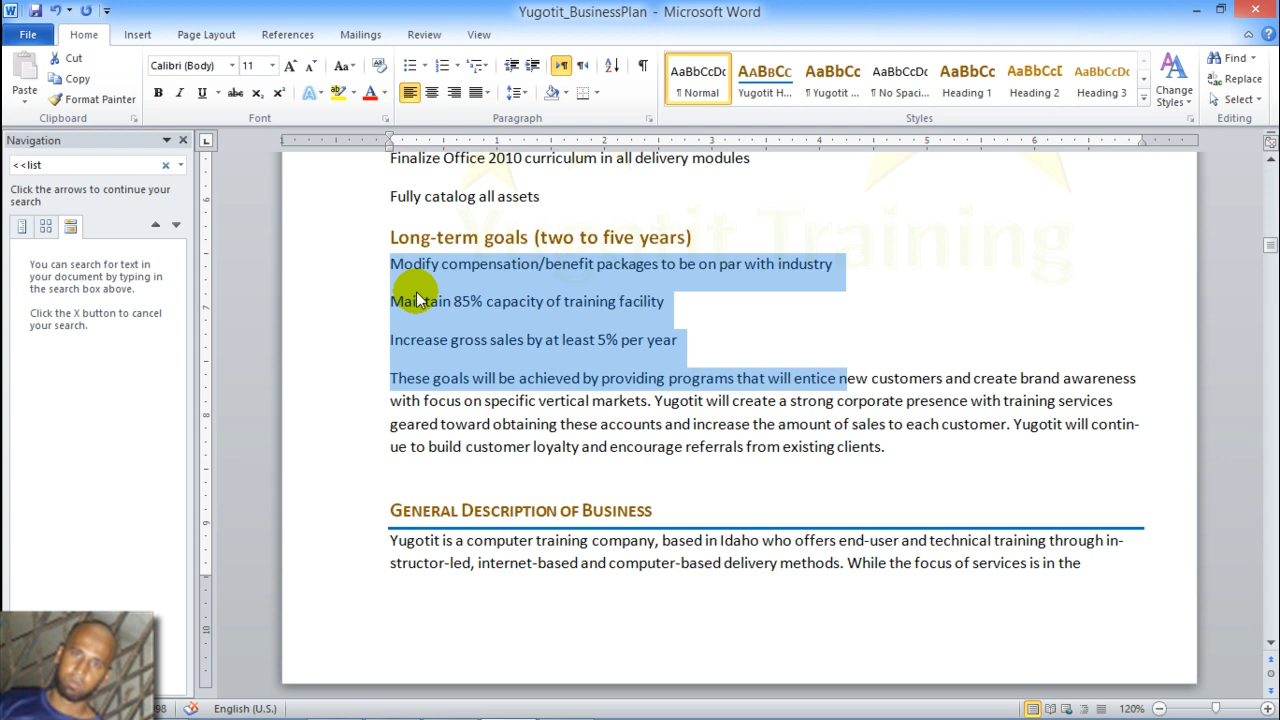 Yugotit_BusinessPlan - Microsoft Word
File Home Insert Page Layout References Mailings Review View
Paste
Cut
Copy
Format Painter
Clipboard
Calibri (Body) 11
Font
Paragraph
AaBbCcDc AaBbCc AaBbCc AaBbCcDc AaBbCc AaBbCcD AaBbCcDc
¶ Normal Yugotit H... ¶ Yugotit ... ¶ No Spaci... Heading 1 Heading 2 Heading 3
Change Styles
Styles
Find
Replace
Select
Editing
Navigation
<<list
Click the arrows to continue your
search
You can search for text in
your document by typing in
the search box above.
Click the X button to cancel
your search.
Finalize Office 2010 curriculum in all delivery modules
Fully catalog all assets
Yugotit Training
Long-term goals (two to five years)
Modify compensation/benefit packages to be on par with industry
Maintain 85% capacity of training facility
Increase gross sales by at least 5% per year
These goals will be achieved by providing programs that will entice new customers and create brand awareness
with focus on specific vertical markets. Yugotit will create a strong corporate presence with training services
geared toward obtaining these accounts and increase the amount of sales to each customer. Yugotit will contin-
ue to build customer loyalty and encourage referrals from existing clients.
General Description of Business
Yugotit is a computer training company, based in Idaho who offers end-user and technical training through in-
structor-led, internet-based and computer-based delivery methods. While the focus of services is in the
English (U.S.)
120%